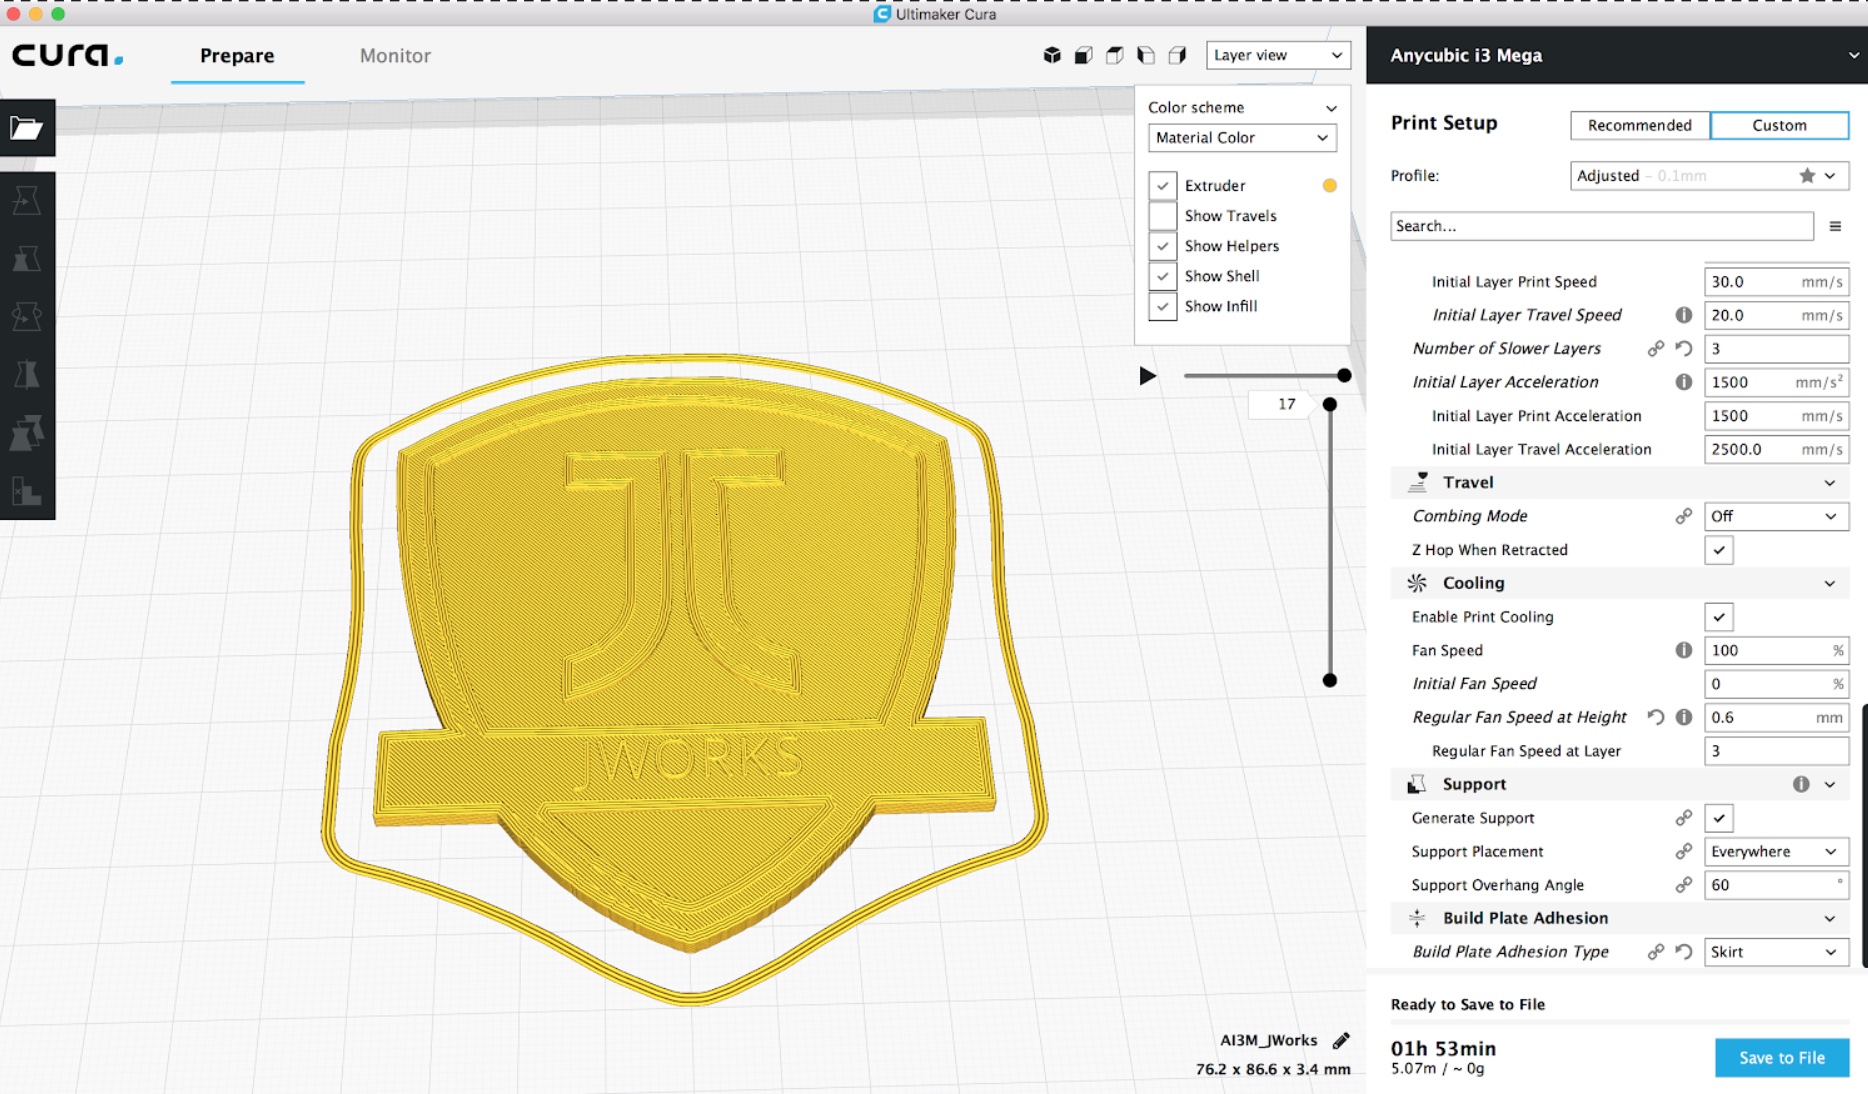 Ultimaker Cura
cura.
Prepare
Monitor
Layer view
Anycubic i3 Mega
Color scheme
Material Color
Extruder
Show Travels
Show Helpers
Show Shell
Show Infill
17
JWORKS
AI3M_JWorks
76.2 x 86.6 x 3.4 mm
Print Setup
Recommended
Custom
Profile:
Adjusted - 0.1mm
Search...
Initial Layer Print Speed 30.0 mm/s
Initial Layer Travel Speed i 20.0 mm/s
Number of Slower Layers 3
Initial Layer Acceleration i 1500 mm/s²
Initial Layer Print Acceleration 1500 mm/s
Initial Layer Travel Acceleration 2500.0 mm/s
Travel
Combing Mode Off
Z Hop When Retracted
Cooling
Enable Print Cooling
Fan Speed i 100 %
Initial Fan Speed 0 %
Regular Fan Speed at Height i 0.6 mm
Regular Fan Speed at Layer 3
Support i
Generate Support
Support Placement Everywhere
Support Overhang Angle 60 °
Build Plate Adhesion
Build Plate Adhesion Type Skirt
Ready to Save to File
01h 53min
5.07m / ~ 0g
Save to File